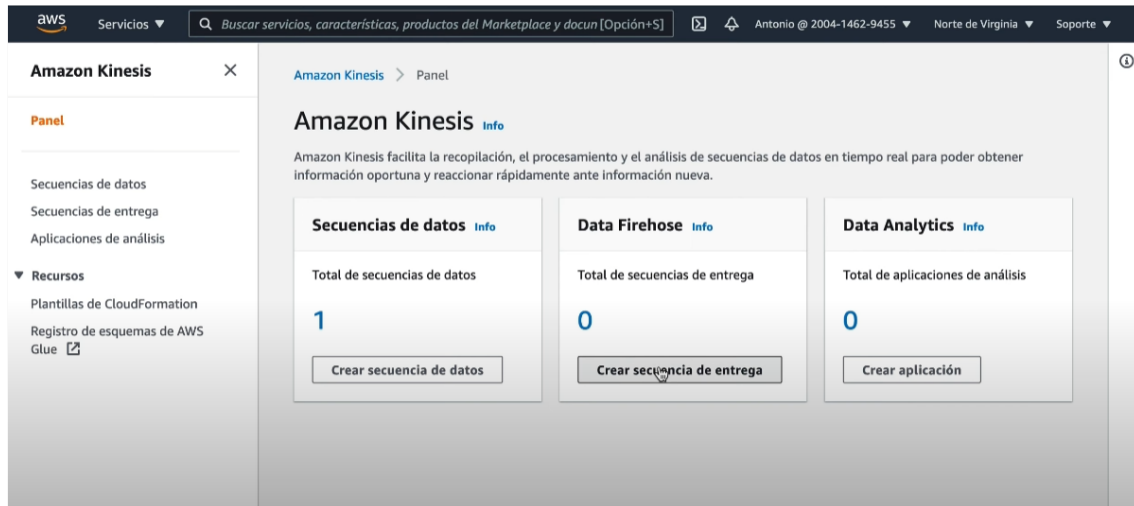 aws
Servicios ▼
Buscar servicios, características, productos del Marketplace y docun [Opción+S]
Antonio @ 2004-1462-9455 ▼
Norte de Virginia ▼
Soporte ▼
Amazon Kinesis
Panel
Secuencias de datos
Secuencias de entrega
Aplicaciones de análisis
▼ Recursos
Plantillas de CloudFormation
Registro de esquemas de AWS
Glue
Amazon Kinesis > Panel
Amazon Kinesis Info
Amazon Kinesis facilita la recopilación, el procesamiento y el análisis de secuencias de datos en tiempo real para poder obtener
información oportuna y reaccionar rápidamente ante información nueva.
Secuencias de datos Info
Total de secuencias de datos
1
Crear secuencia de datos
Data Firehose Info
Total de secuencias de entrega
0
Crear secuencia de entrega
Data Analytics Info
Total de aplicaciones de análisis
0
Crear aplicación